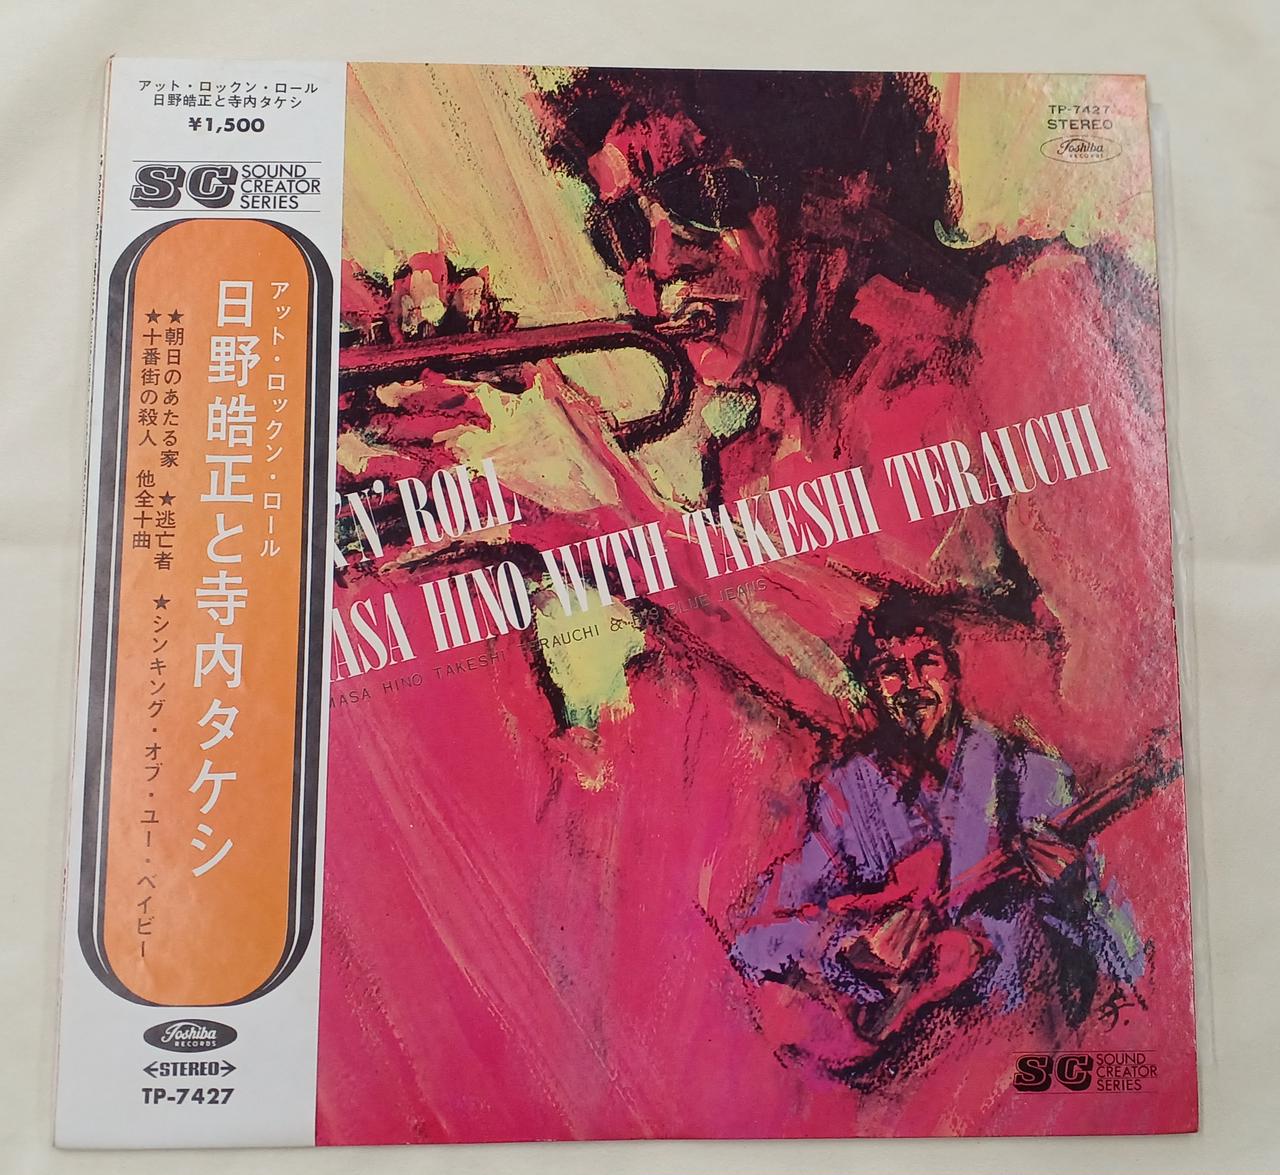 アット・ロックン・ロール
日野皓正と寺内タケシ
¥1,500
SC SOUND
CREATOR
SERIES
アット・ロックン・ロール
日野皓正と寺内タケシ
★朝日のあたる家 ★逃亡者 ★シンキング・オブ・ユー・ベイビー
★十番街の殺人 他全十曲
Toshiba
RECORDS
STEREO
TP-7427
TP-7427
STEREO
Toshiba
RECORDS
N' ROLL
ASA HINO WITH TAKESHI TERAUCHI
MASA HINO TAKESHI TERAUCHI & HIS BLUE JEANS
SC SOUND
CREATOR
SERIES